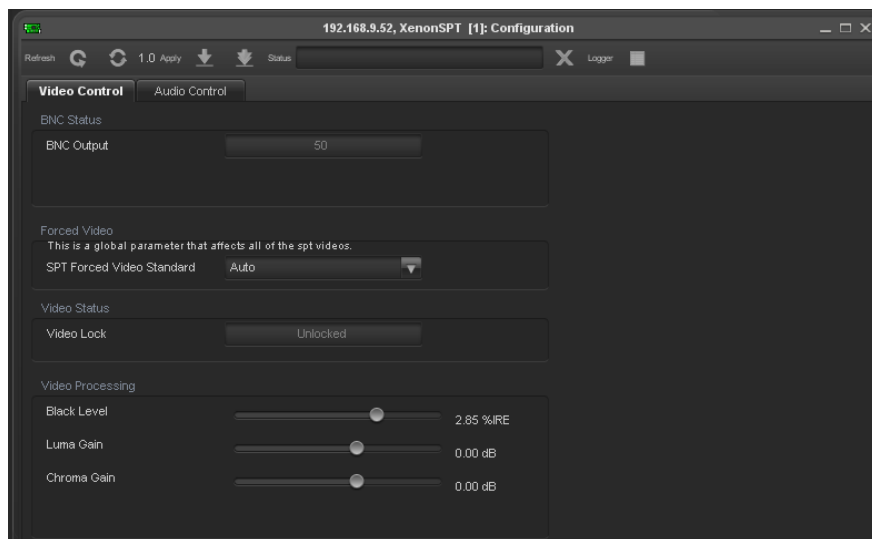 192.168.9.52, XenonSPT [1]: Configuration
Refresh 1.0 Apply Status Logger
Video Control Audio Control
BNC Status
BNC Output 50
Forced Video
This is a global parameter that affects all of the spt videos.
SPT Forced Video Standard Auto
Video Status
Video Lock Unlocked
Video Processing
Black Level 2.85 %IRE
Luma Gain 0.00 dB
Chroma Gain 0.00 dB